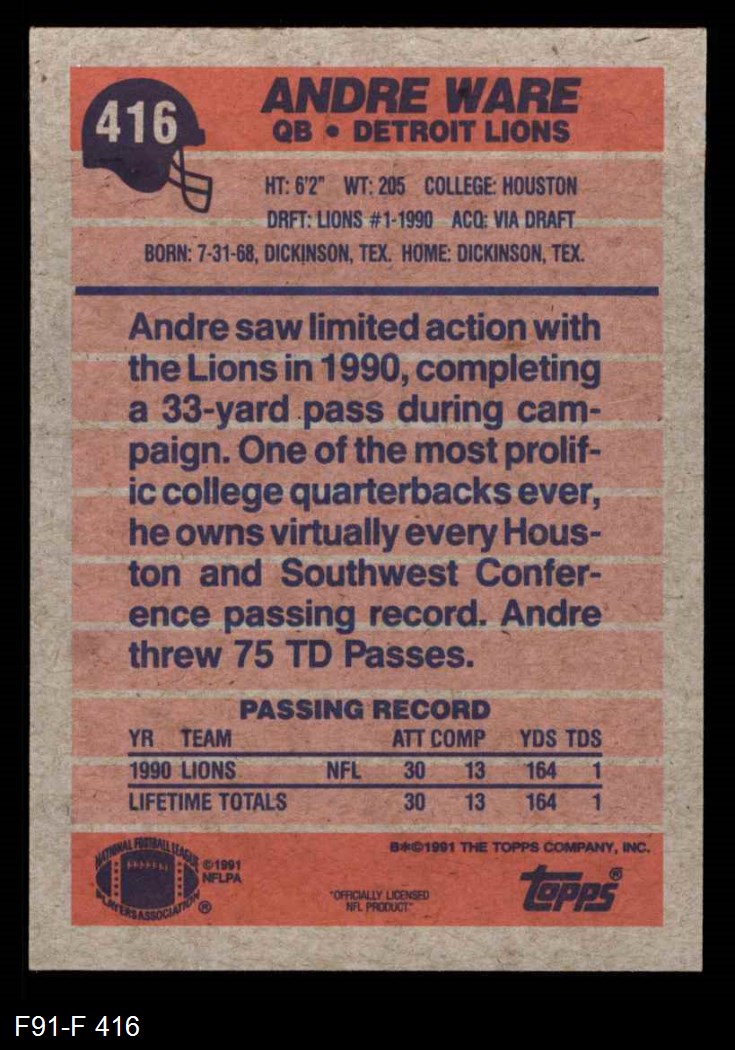 416
ANDRE WARE
QB • DETROIT LIONS
HT: 6'2" WT: 205 COLLEGE: HOUSTON
DRFT: LIONS #1-1990 ACQ: VIA DRAFT
BORN: 7-31-68, DICKINSON, TEX. HOME: DICKINSON, TEX.
Andre saw limited action with
the Lions in 1990, completing
a 33-yard pass during cam-
paign. One of the most prolif-
ic college quarterbacks ever,
he owns virtually every Hous-
ton and Southwest Confer-
ence passing record. Andre
threw 75 TD Passes.
PASSING RECORD
YR TEAM ATT COMP YDS TDS
1990 LIONS NFL 30 13 164 1
LIFETIME TOTALS 30 13 164 1
NATIONAL FOOTBALL LEAGUE
PLAYERS ASSOCIATION ®
©1991
NFLPA
B*©1991 THE TOPPS COMPANY, INC.
"OFFICIALLY LICENSED
NFL PRODUCT"
topps®
F91-F 416